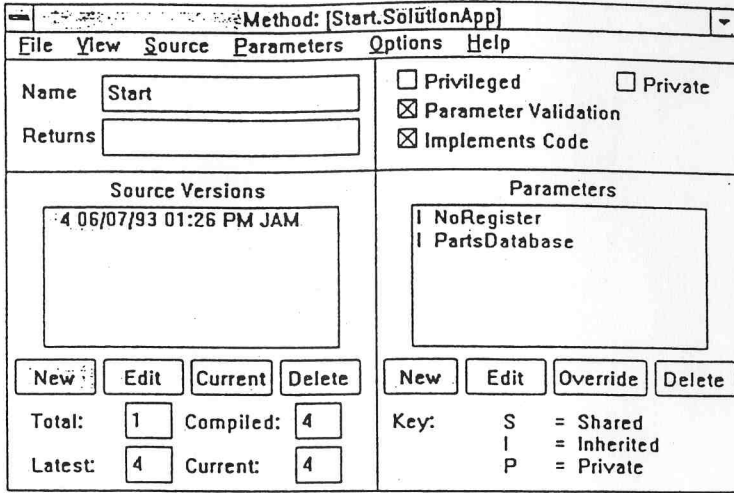 Method: [Start.SolutionApp]
File View Source Parameters Options Help
Name Start
Returns
Privileged Private
Parameter Validation
Implements Code
Source Versions
4 06/07/93 01:26 PM JAM
New Edit Current Delete
Total: 1 Compiled: 4
Latest: 4 Current: 4
Parameters
I NoRegister
I PartsDatabase
New Edit Override Delete
Key: S = Shared
I = Inherited
P = Private